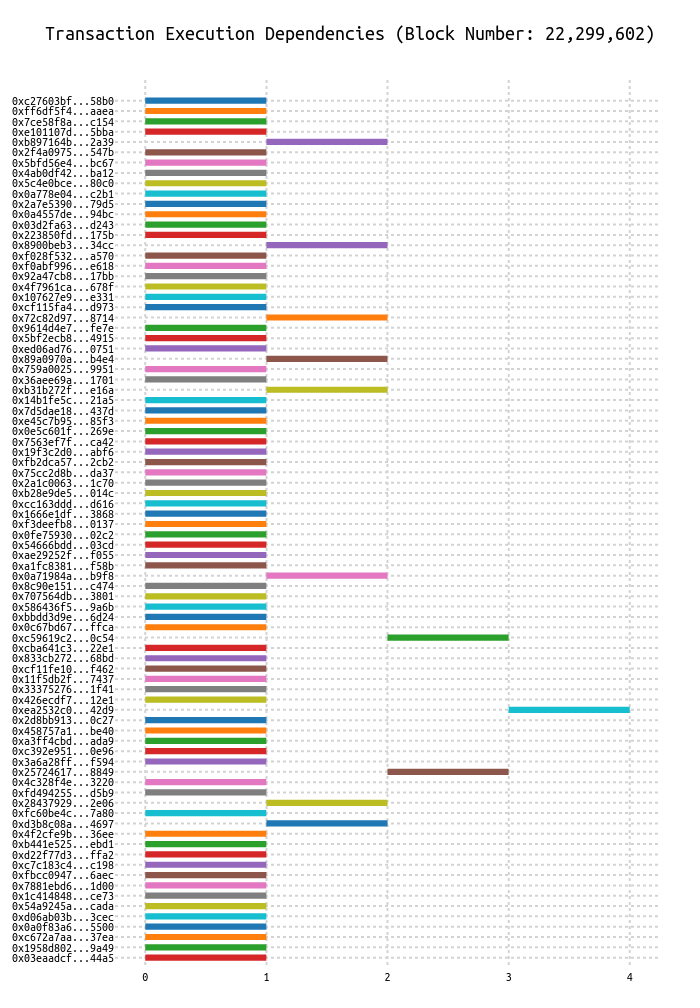 Transaction Execution Dependencies (Block Number: 22,299,602)
0xc27603bf...58b0
0xff6df5f4...aaea
0x7ce58f8a...c154
0xe101107d...5bba
0xb897164b...2a39
0x2f4a0975...547b
0x5bfd56e4...bc67
0x4ab0df42...ba12
0x5c4e0bce...80c0
0x0a778e04...c2b1
0x2a7e5390...79d5
0x0a4557de...94bc
0x03d2fa63...d243
0x223850fd...175b
0x8900beb3...34cc
0xf028f532...a570
0xf0abf996...e618
0x92a47cb8...17bb
0x4f7961ca...678f
0x107627e9...e331
0xcf115fa4...d973
0x72c82d97...8714
0x9614d4e7...fe7e
0x5bf2ecb8...4915
0xed06ad76...0751
0x89a0970a...b4e4
0x759a0025...9951
0x36aee69a...1701
0xb31b272f...e16a
0x14b1fe5c...21a5
0x7d5dae18...437d
0xe45c7b95...85f3
0x0e5c601f...269e
0x7563ef7f...ca42
0x19f3c2d0...abf6
0xfb2dca57...2cb2
0x75cc2d8b...da37
0x2a1c0063...1c70
0xb28e9de5...014c
0xcc163ddd...d616
0x1666e1df...3868
0xf3deefb8...0137
0x0fe75930...02c2
0x54666bdd...03cd
0xae29252f...f055
0xa1fc8381...f58b
0x0a71984a...b9f8
0x8c90e151...c474
0x707564db...3801
0x586436f5...9a6b
0xbbdd3d9e...6d24
0x0c67bd67...ffca
0xc59619c2...0c54
0xcba641c3...22e1
0x833cb272...68bd
0xcf11fe10...f462
0x11f5db2f...7437
0x33375276...1f41
0x426ecdf7...12e1
0xea2532c0...42d9
0x2d8bb913...0c27
0x458757a1...be40
0xa3ff4cbd...ada9
0xc392e951...0e96
0x3a6a28ff...f594
0x25724617...8849
0x4c328f4e...3220
0xfd494255...d5b9
0x28437929...2e06
0xfc60be4c...7a80
0xd3b8c08a...4697
0x4f2cfe9b...36ee
0xb441e525...ebd1
0xd22f77d3...ffa2
0xc7c183c4...c198
0xfbcc0947...6aec
0x7881ebd6...1d00
0x1c414848...ce73
0x54a9245a...cada
0xd06ab03b...3cec
0x0a0f83a6...5500
0xc672a7aa...37ea
0x1958d802...9a49
0x03eaadcf...44a5
0 1 2 3 4